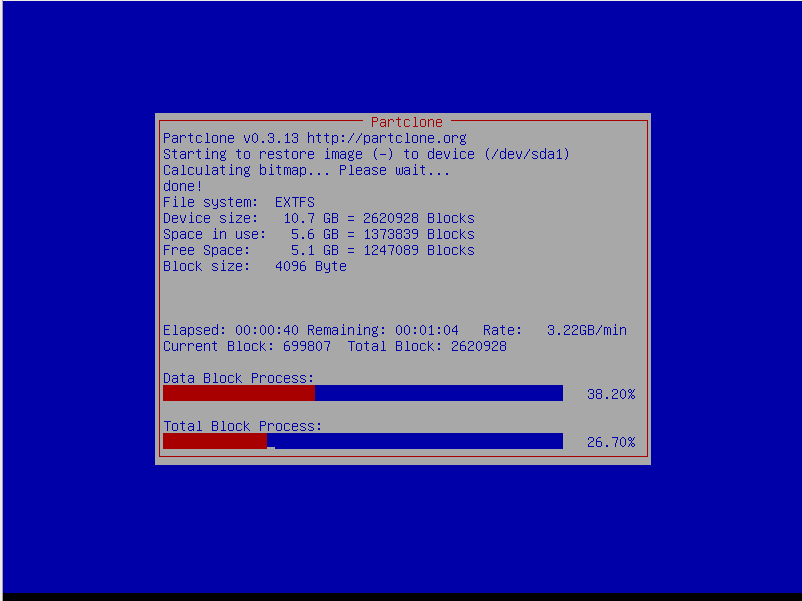 Partclone
Partclone v0.3.13 http://partclone.org
Starting to restore image (-) to device (/dev/sda1)
Calculating bitmap... Please wait...
done!
File system:  EXTFS
Device size:   10.7 GB = 2620928 Blocks
Space in use:   5.6 GB = 1373839 Blocks
Free Space:     5.1 GB = 1247089 Blocks
Block size:   4096 Byte
Elapsed: 00:00:40 Remaining: 00:01:04   Rate:   3.22GB/min
Current Block: 699807  Total Block: 2620928
Data Block Process:
38.20%
Total Block Process:
26.70%